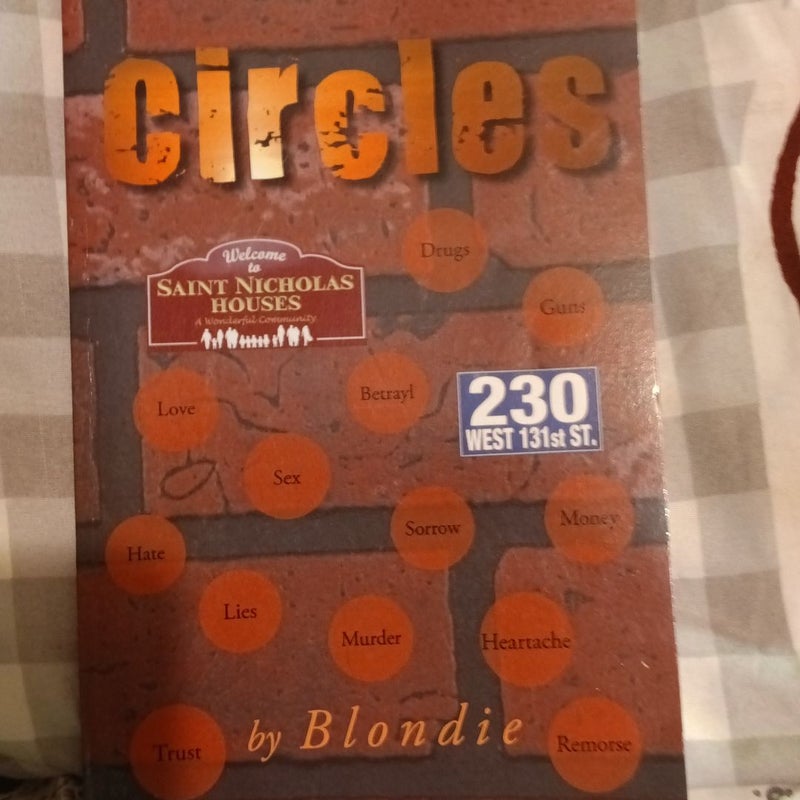 Circles
Drugs
Welcome
to
SAINT NICHOLAS
HOUSES
A Wonderful Community
Guns
Love
Betrayl
230
WEST 131st ST.
Sex
Sorrow
Money
Hate
Lies
Murder
Heartache
by Blondie
Trust
Remorse